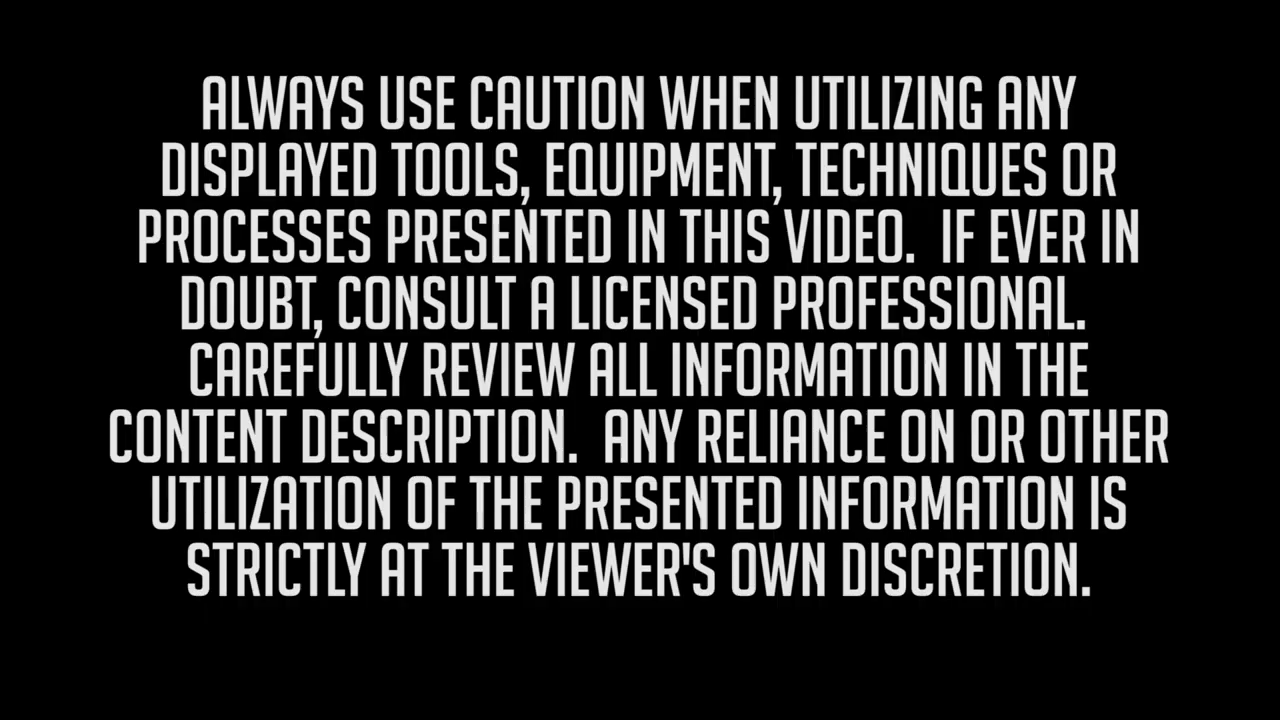 ALWAYS USE CAUTION WHEN UTILIZING ANY
DISPLAYED TOOLS, EQUIPMENT, TECHNIQUES OR
PROCESSES PRESENTED IN THIS VIDEO.  IF EVER IN
DOUBT, CONSULT A LICENSED PROFESSIONAL.
CAREFULLY REVIEW ALL INFORMATION IN THE
CONTENT DESCRIPTION.  ANY RELIANCE ON OR OTHER
UTILIZATION OF THE PRESENTED INFORMATION IS
STRICTLY AT THE VIEWER'S OWN DISCRETION.